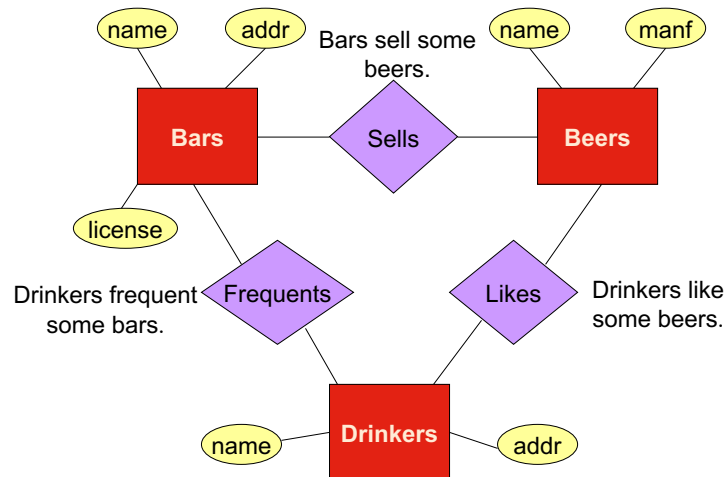 name
addr
Bars sell some
beers.
name
manf
Bars
Sells
Beers
license
Drinkers frequent
some bars.
Frequents
Likes
Drinkers like
some beers.
name
Drinkers
addr